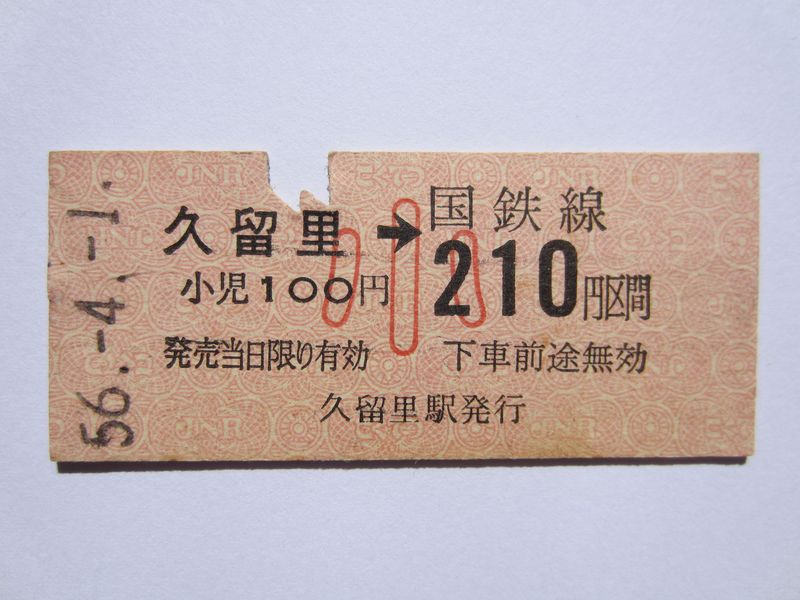 56.-4.-1.
久留里→国鉄線
小児100円 210円区間
小
発売当日限り有効 下車前途無効
久留里駅発行
JNR